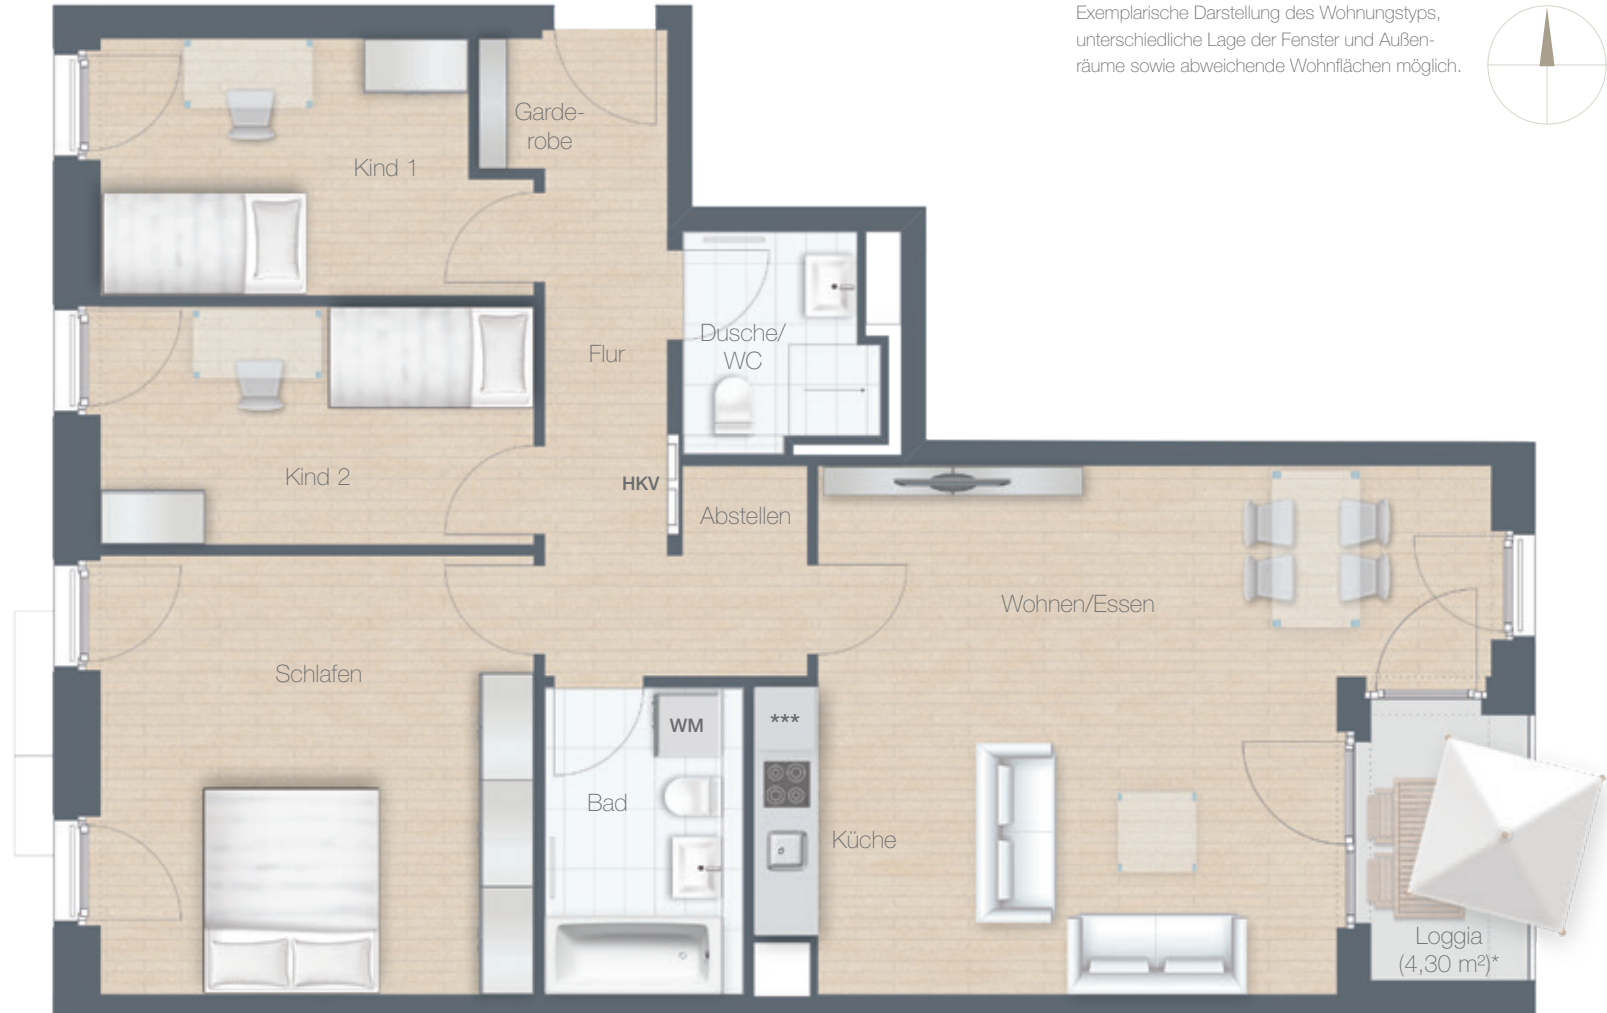 Exemplarische Darstellung des Wohnungstyps,
unterschiedliche Lage der Fenster und Außen-
räume sowie abweichende Wohnflächen möglich.
Garde-
robe
Kind 1
Flur
Dusche/
WC
Kind 2
HKV
Abstellen
Wohnen/Essen
Schlafen
WM
***
Bad
Küche
Loggia
(4,30 m²)*